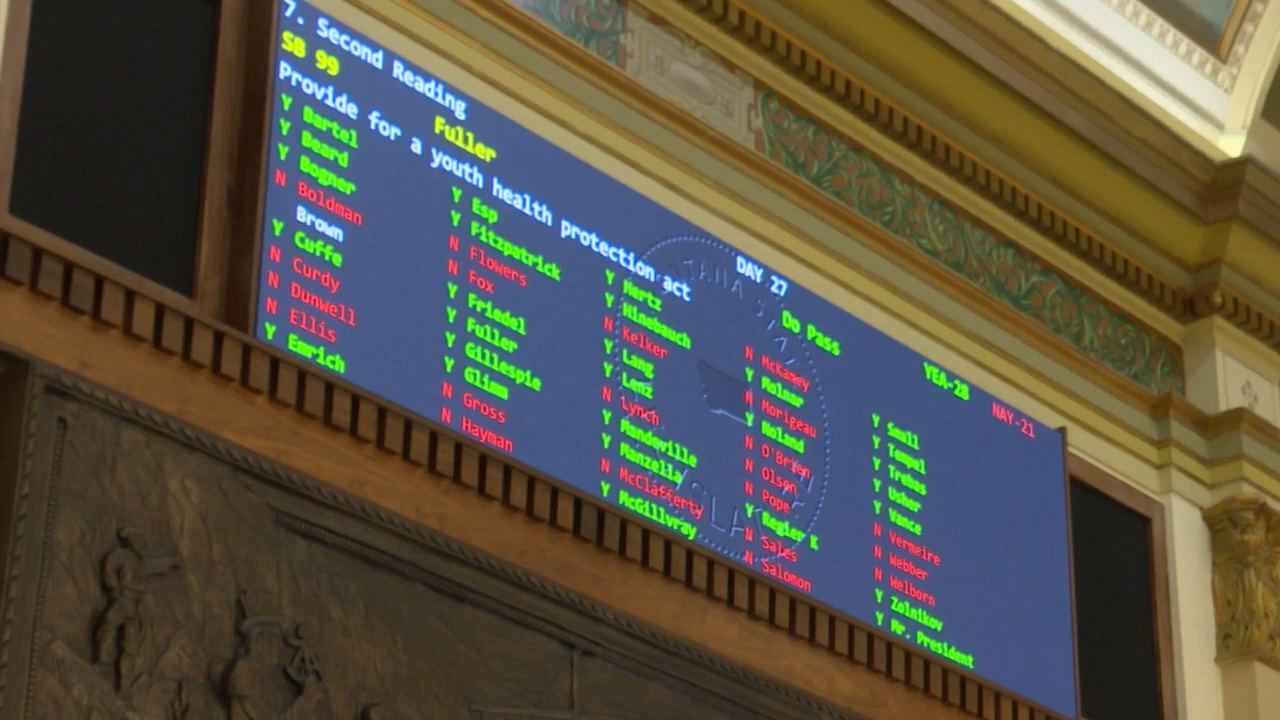 7. Second Reading
SB 99 Fuller DAY 27 Do Pass YEA-28 NAY-21
Provide for a youth health protection act
Y Bartel
Y Beard
Y Bogner
N Boldman
Brown
Y Cuffe
N Curdy
N Dunwell
N Ellis
Y Emrich
Y Esp
Y Fitzpatrick
N Flowers
N Fox
Y Friedel
Y Fuller
Y Gillespie
Y Glimm
N Gross
N Hayman
Y Hertz
Y Hinebauch
N Kelker
Y Lang
Y Lenz
N Lynch
Y Mandeville
Y Manzella
N McClafferty
Y McGillvray
N McKamey
Y Molnar
N Morigeau
Y Noland
N O'Brien
N Olsen
N Pope
Y Regier K
N Sales
N Salomon
Y Small
Y Tempel
Y Trebas
Y Usher
Y Vance
N Vermeire
N Webber
N Welborn
Y Zolnikov
Y Mr. President